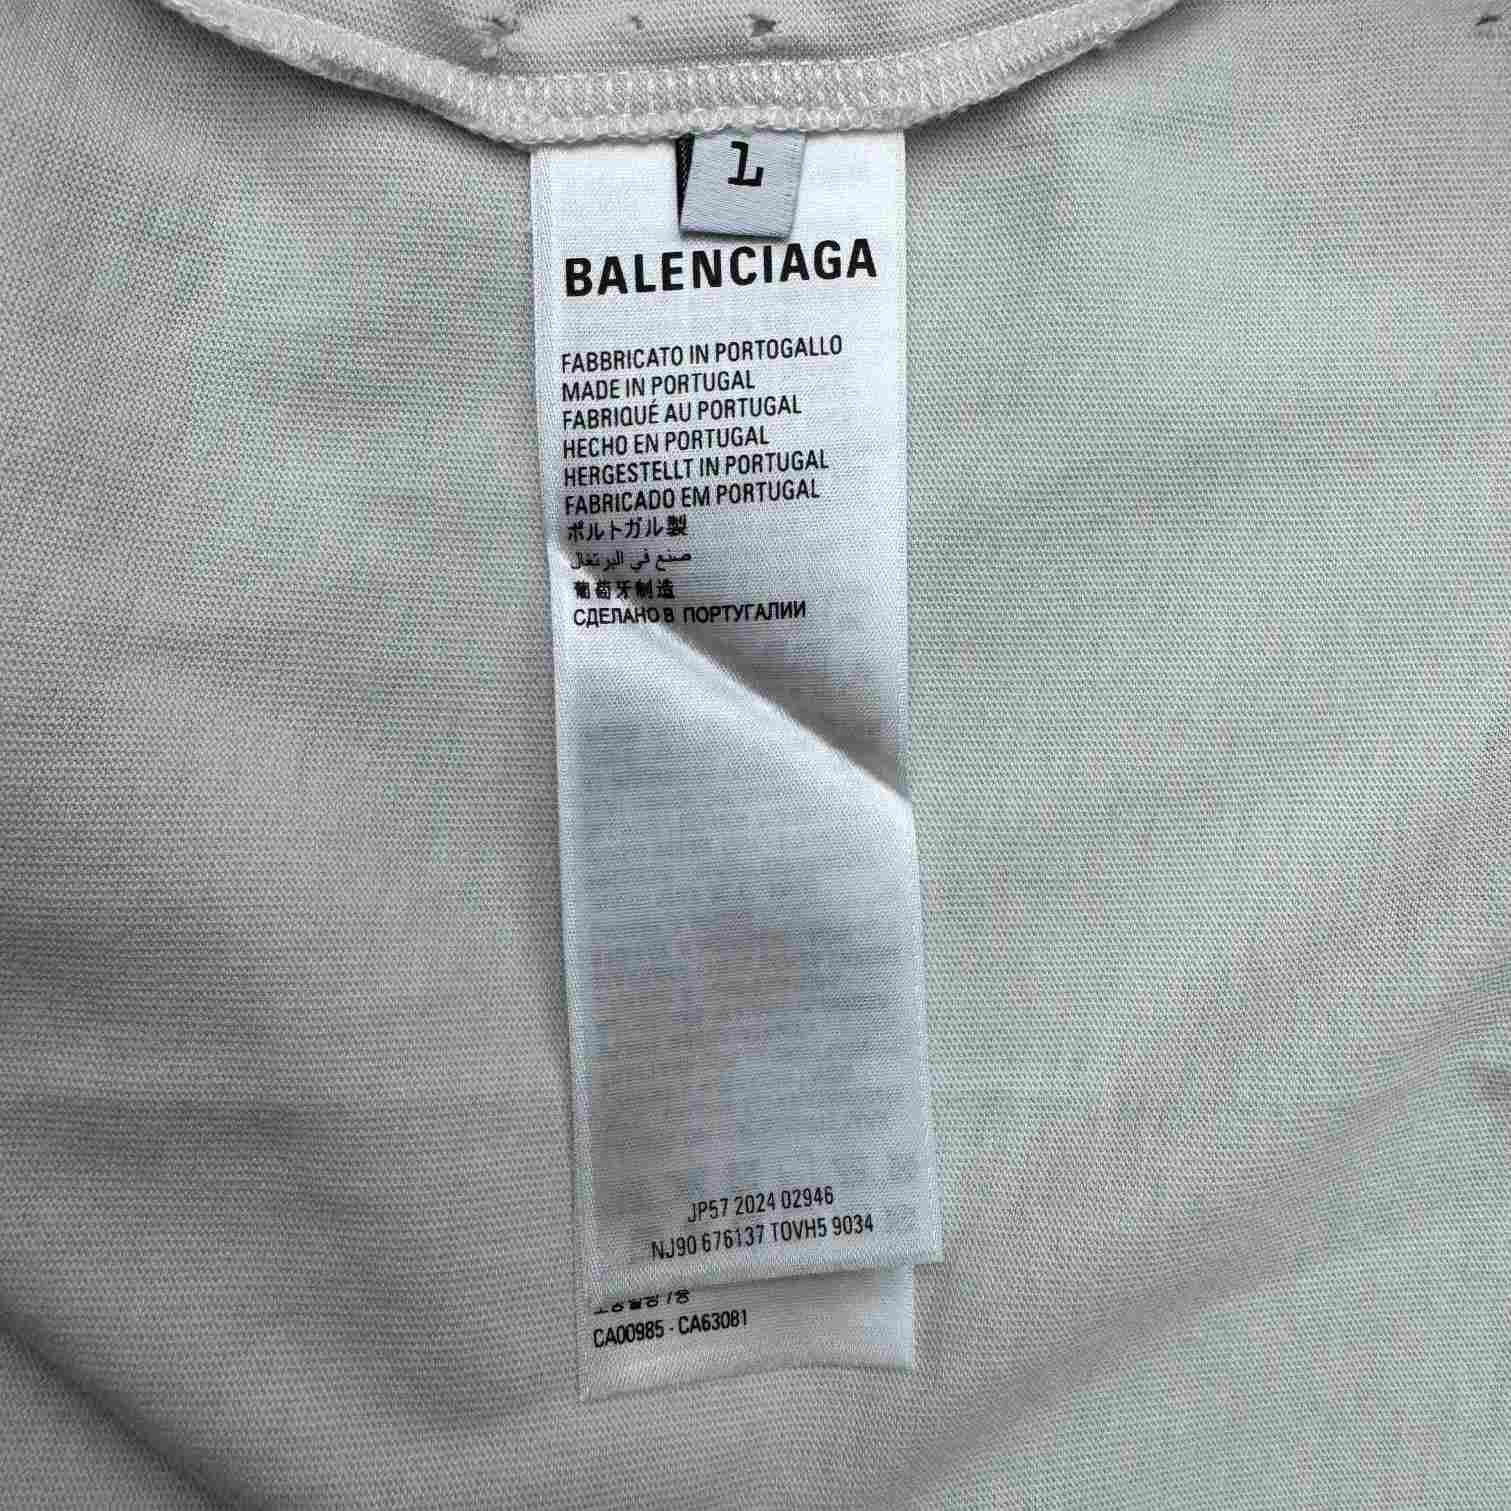 L
BALENCIAGA
FABBRICATO IN PORTOGALLO
MADE IN PORTUGAL
FABRIQUÉ AU PORTUGAL
HECHO EN PORTUGAL
HERGESTELLT IN PORTUGAL
FABRICADO EM PORTUGAL
ポルトガル製
صنع في البرتغال
葡萄牙制造
СДЕЛАНО В ПОРТУГАЛИИ
JP57 2024 02946
NJ90 676137 TOVH5 9034
CA00985 - CA63081